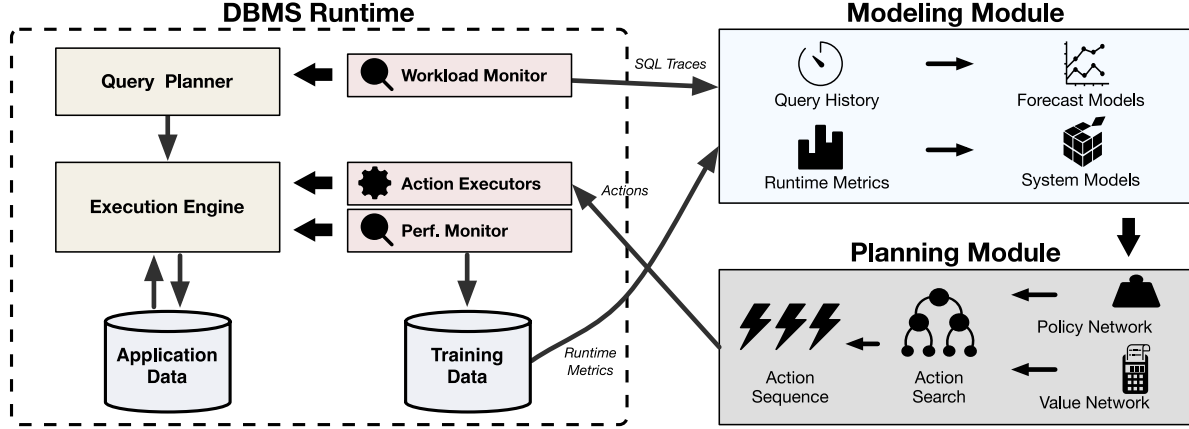 DBMS Runtime
Query Planner
Workload Monitor
Execution Engine
Action Executors
Perf. Monitor
Application
Data
Training
Data
SQL Traces
Actions
Runtime
Metrics
Modeling Module
Query History
Forecast Models
Runtime Metrics
System Models
Planning Module
Policy Network
Action
Sequence
Action
Search
Value Network